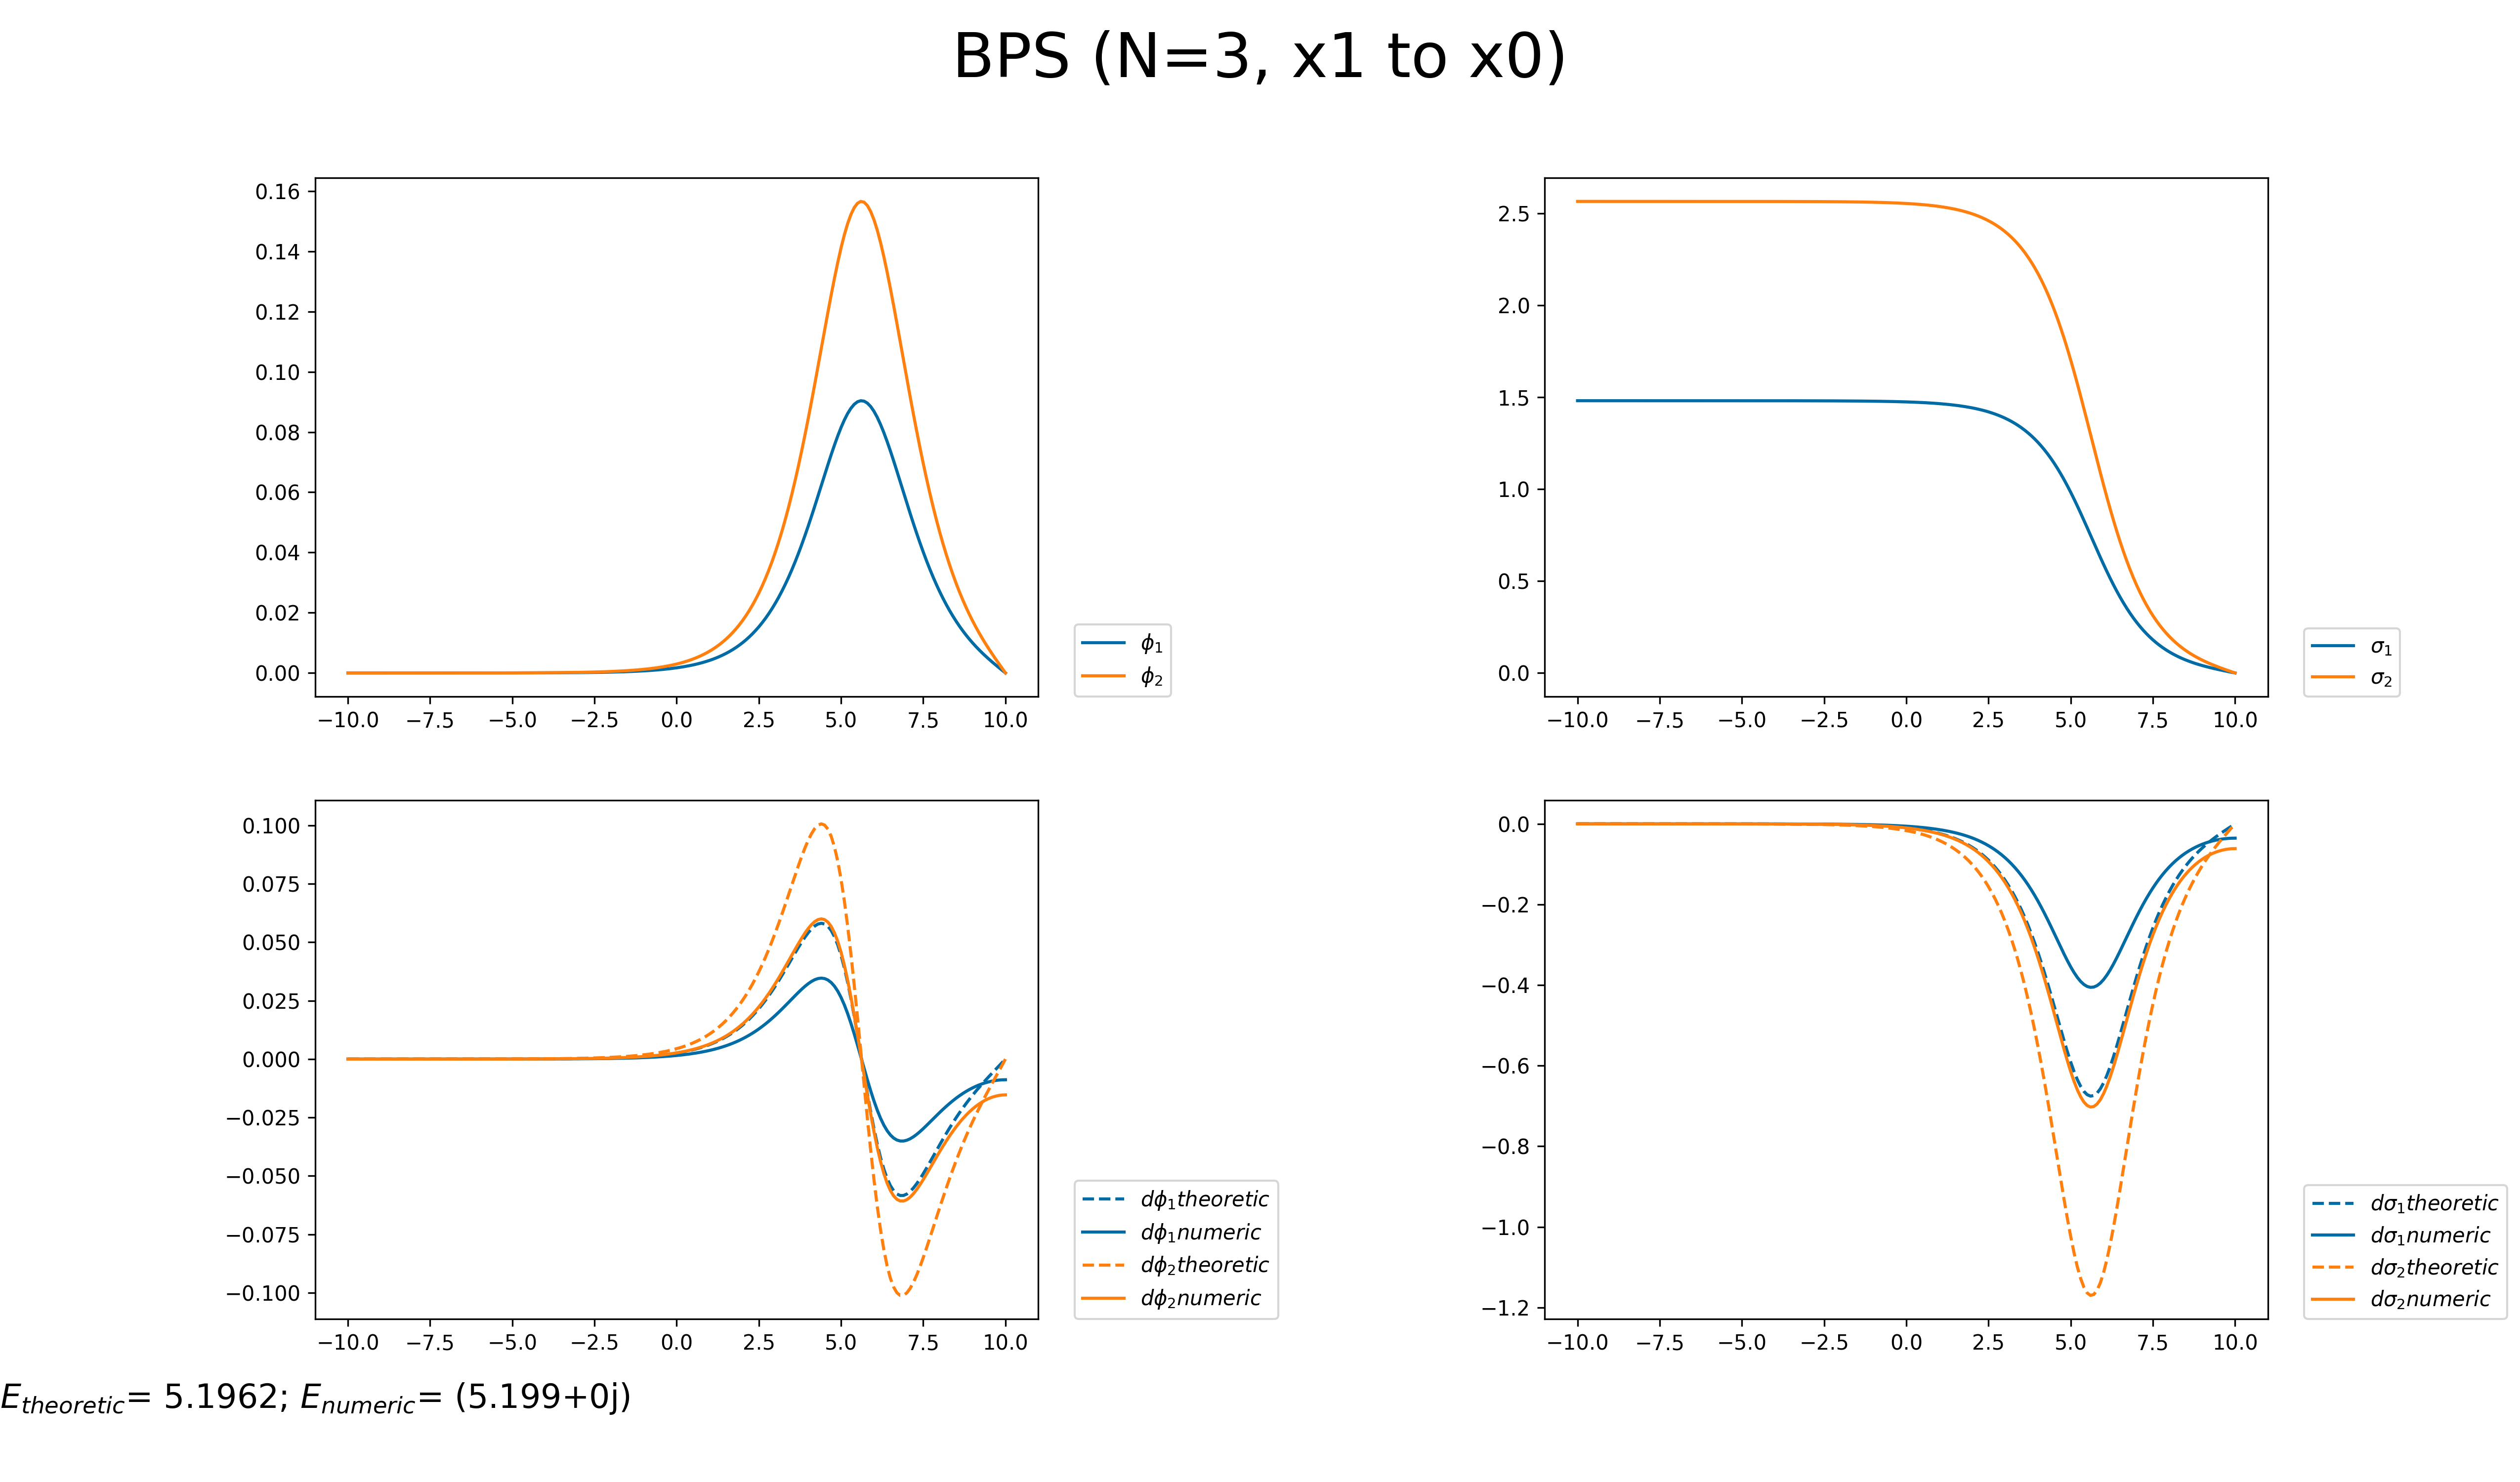 BPS (N=3, x1 to x0)
0.16
0.14
0.12
0.10
0.08
0.06
0.04
0.02
0.00
−10.0 −7.5 −5.0 −2.5 0.0 2.5 5.0 7.5 10.0
ϕ₁
ϕ₂
2.5
2.0
1.5
1.0
0.5
0.0
−10.0 −7.5 −5.0 −2.5 0.0 2.5 5.0 7.5 10.0
σ₁
σ₂
0.100
0.075
0.050
0.025
0.000
−0.025
−0.050
−0.075
−0.100
−10.0 −7.5 −5.0 −2.5 0.0 2.5 5.0 7.5 10.0
dϕ₁theoretic
dϕ₁numeric
dϕ₂theoretic
dϕ₂numeric
0.0
−0.2
−0.4
−0.6
−0.8
−1.0
−1.2
−10.0 −7.5 −5.0 −2.5 0.0 2.5 5.0 7.5 10.0
dσ₁theoretic
dσ₁numeric
dσ₂theoretic
dσ₂numeric
E_theoretic= 5.1962; E_numeric= (5.199+0j)